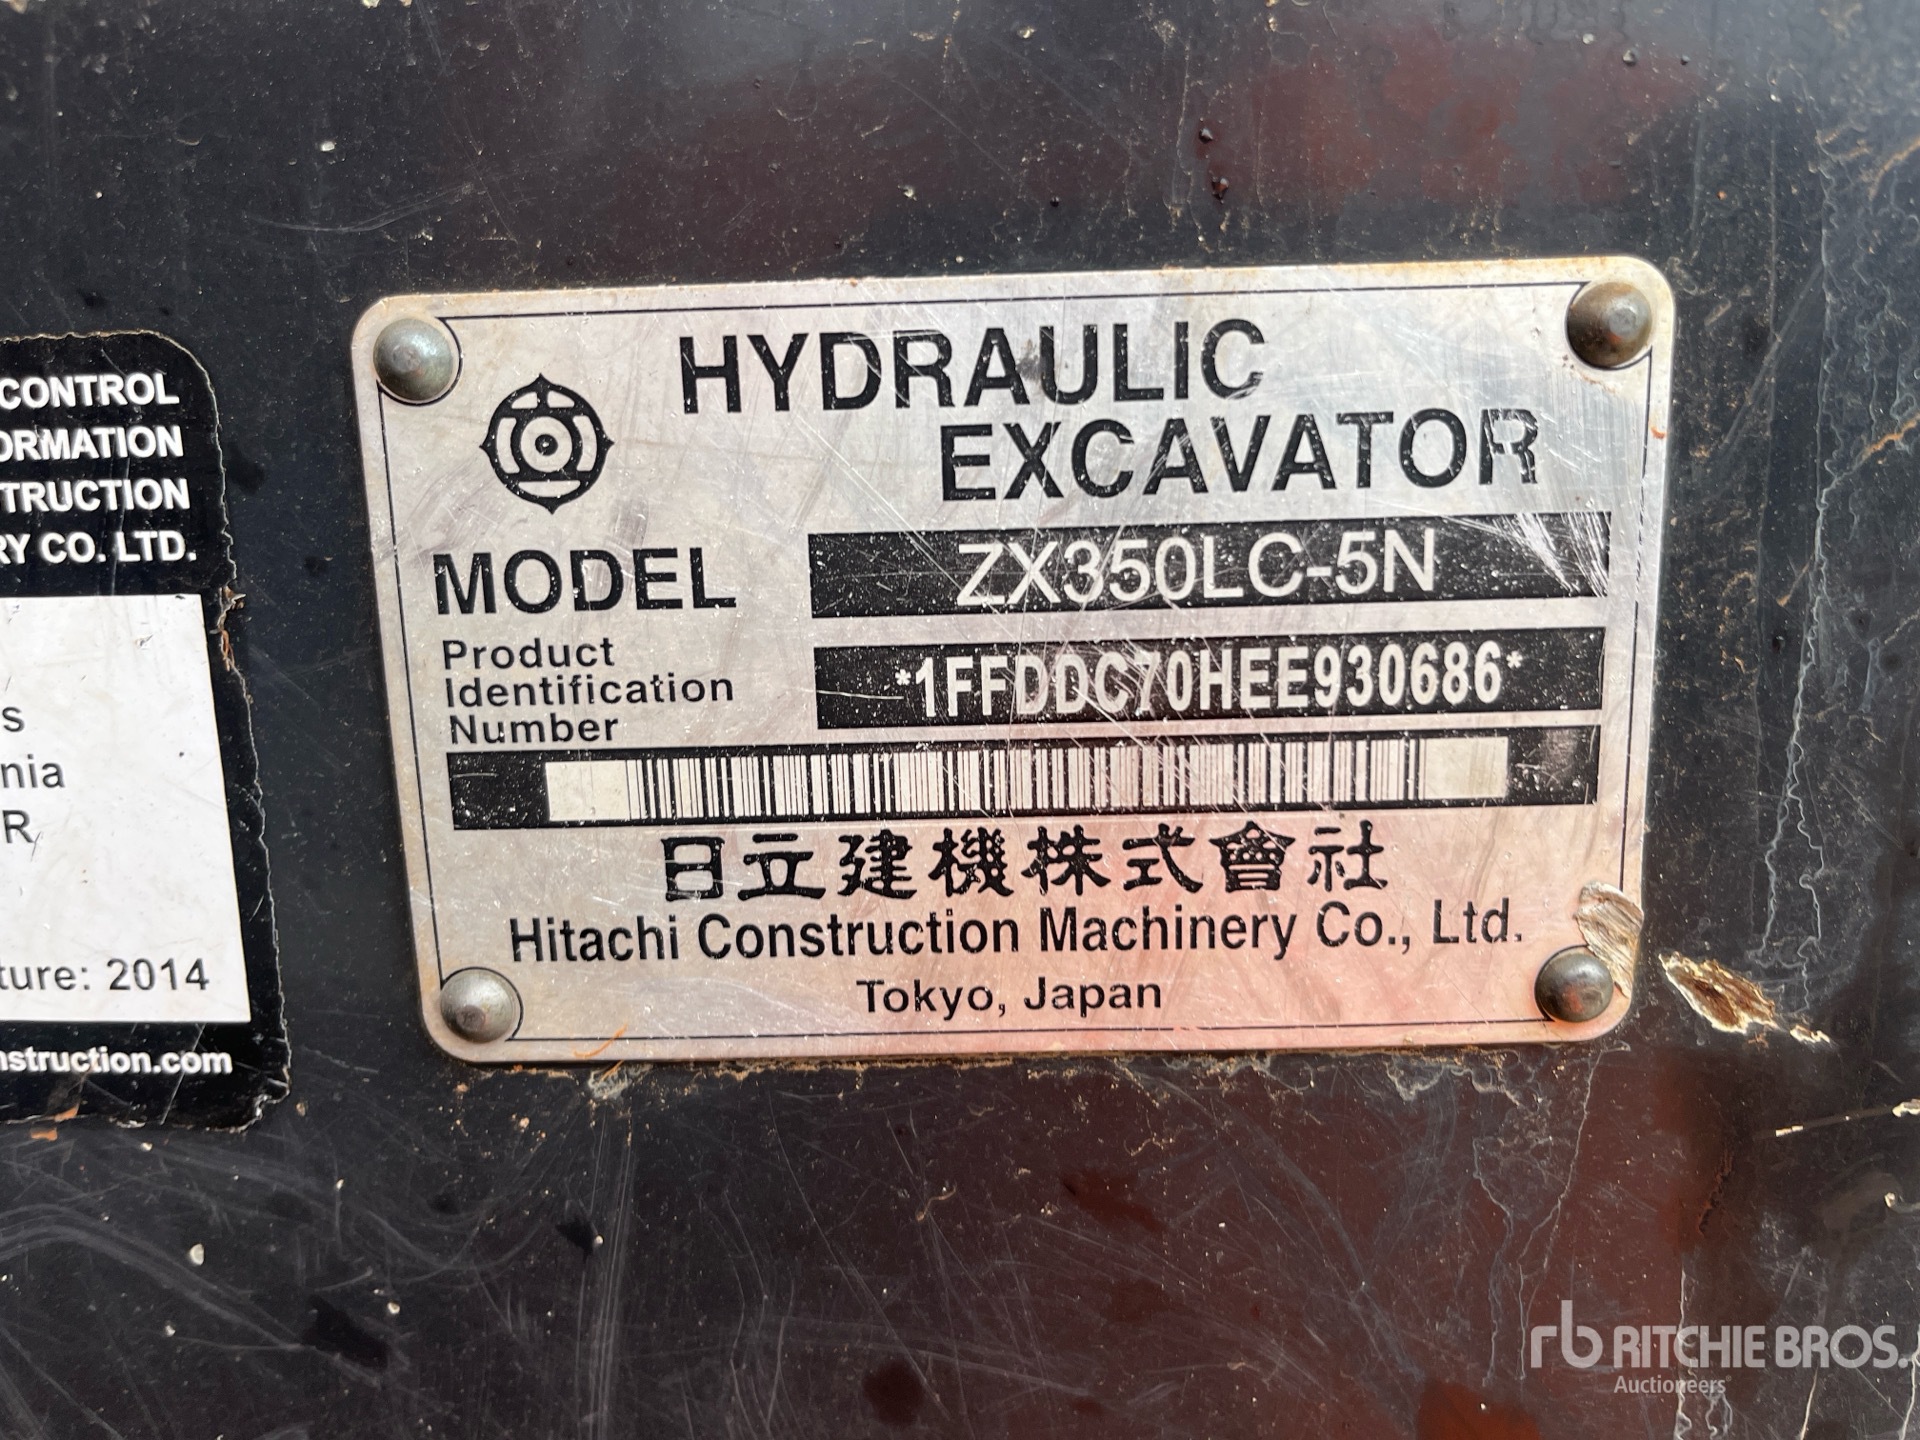 CONTROL
ORMATION
TRUCTION
RY CO. LTD.
s
nia
R
ture: 2014
nstruction.com
HYDRAULIC
EXCAVATOR
MODEL ZX350LC-5N
Product
Identification
Number
*1FFDDC70HEE930686*
日立建機株式會社
Hitachi Construction Machinery Co., Ltd.
Tokyo, Japan
rb RITCHIE BROS.
Auctioneers